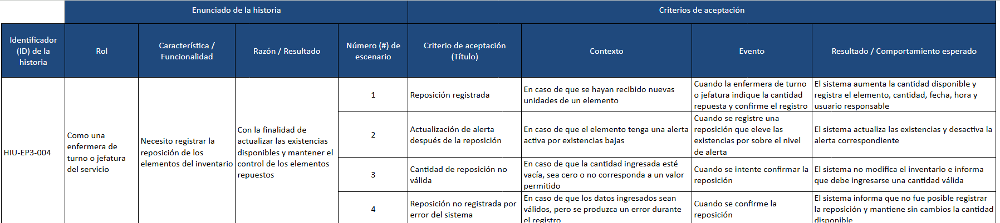 Enunciado de la historia
Criterios de aceptación
Identificador
(ID) de la
historia
Rol
Característica /
Funcionalidad
Razón / Resultado
Número (#) de
escenario
Criterio de aceptación
(Título)
Contexto
Evento
Resultado / Comportamiento esperado
HIU-EP3-004
Como una
enfermera de
turno o jefatura
del servicio
Necesito registrar la
reposición de los
elementos del inventario
Con la finalidad de
actualizar las existencias
disponibles y mantener el
control de los elementos
repuestos
1
Reposición registrada
En caso de que se hayan recibido nuevas
unidades de un elemento
Cuando la enfermera de turno
o jefatura indique la cantidad
repuesta y confirme el registro
El sistema aumenta la cantidad disponible y
registra el elemento, cantidad, fecha, hora y
usuario responsable
2
Actualización de alerta
después de la reposición
En caso de que el elemento tenga una alerta
activa por existencias bajas
Cuando se registre una
reposición que eleve las
existencias por sobre el nivel
de alerta
El sistema actualiza las existencias y desactiva la
alerta correspondiente
3
Cantidad de reposición no
válida
En caso de que la cantidad ingresada esté
vacía, sea cero o no corresponda a un valor
permitido
Cuando se intente confirmar la
reposición
El sistema no modifica el inventario e informa
que debe ingresarse una cantidad válida
4
Reposición no registrada por
error del sistema
En caso de que los datos ingresados sean
válidos, pero se produzca un error durante
el registro
Cuando se confirme la
reposición
El sistema informa que no fue posible registrar
la reposición y mantiene sin cambios la cantidad
disponible